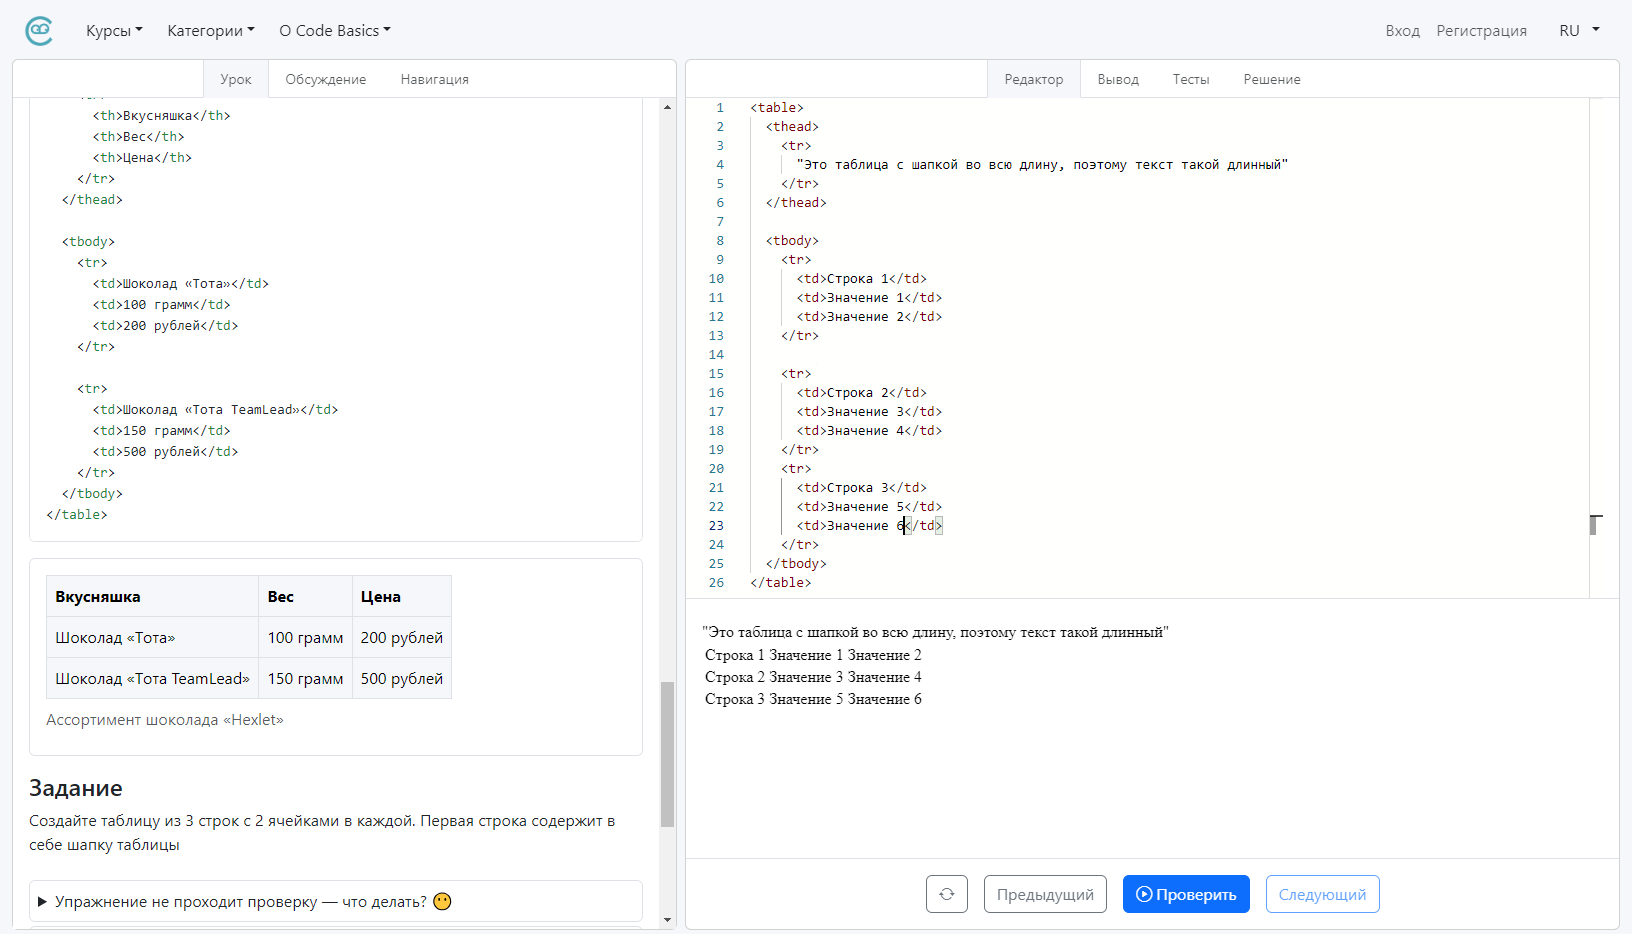 Курсы Категории О Code Basics Вход Регистрация RU
Урок Обсуждение Навигация
<th>Вкусняшка</th>
<th>Вес</th>
<th>Цена</th>
</tr>
</thead>
<tbody>
<tr>
<td>Шоколад «Тота»</td>
<td>100 грамм</td>
<td>200 рублей</td>
</tr>
<tr>
<td>Шоколад «Тота TeamLead»</td>
<td>150 грамм</td>
<td>500 рублей</td>
</tr>
</tbody>
</table>
Вкусняшка Вес Цена
Шоколад «Тота» 100 грамм 200 рублей
Шоколад «Тота TeamLead» 150 грамм 500 рублей
Ассортимент шоколада «Hexlet»
Задание
Создайте таблицу из 3 строк с 2 ячейками в каждой. Первая строка содержит в
себе шапку таблицы
Упражнение не проходит проверку — что делать? 😶
Редактор Вывод Тесты Решение
1 <table>
2 <thead>
3 <tr>
4 "Это таблица с шапкой во всю длину, поэтому текст такой длинный"
5 </tr>
6 </thead>
7
8 <tbody>
9 <tr>
10 <td>Строка 1</td>
11 <td>Значение 1</td>
12 <td>Значение 2</td>
13 </tr>
14
15 <tr>
16 <td>Строка 2</td>
17 <td>Значение 3</td>
18 <td>Значение 4</td>
19 </tr>
20 <tr>
21 <td>Строка 3</td>
22 <td>Значение 5</td>
23 <td>Значение 6</td>
24 </tr>
25 </tbody>
26 </table>
"Это таблица с шапкой во всю длину, поэтому текст такой длинный"
Строка 1 Значение 1 Значение 2
Строка 2 Значение 3 Значение 4
Строка 3 Значение 5 Значение 6
Предыдущий Проверить Следующий